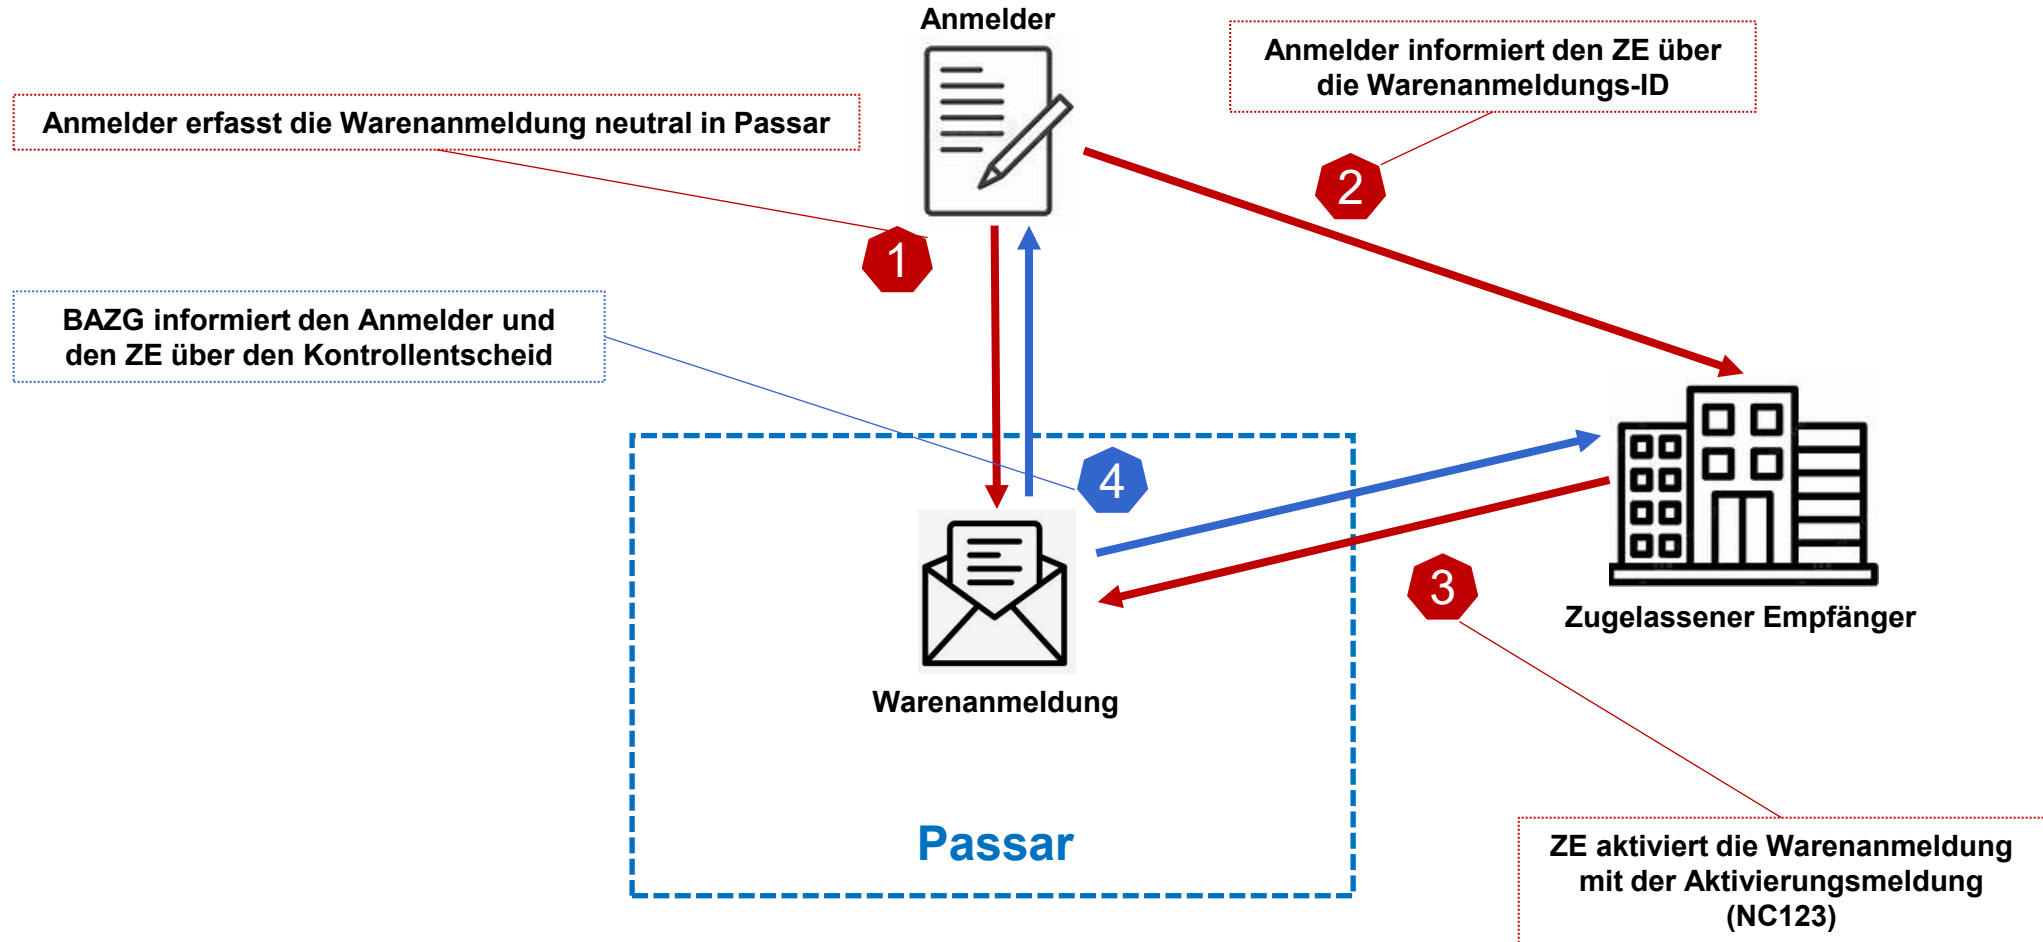 Anmelder
Anmelder informiert den ZE über
die Warenanmeldungs-ID
Anmelder erfasst die Warenanmeldung neutral in Passar
2
1
BAZG informiert den Anmelder und
den ZE über den Kontrollentscheid
4
3
Zugelassener Empfänger
Warenanmeldung
Passar
ZE aktiviert die Warenanmeldung
mit der Aktivierungsmeldung
(NC123)